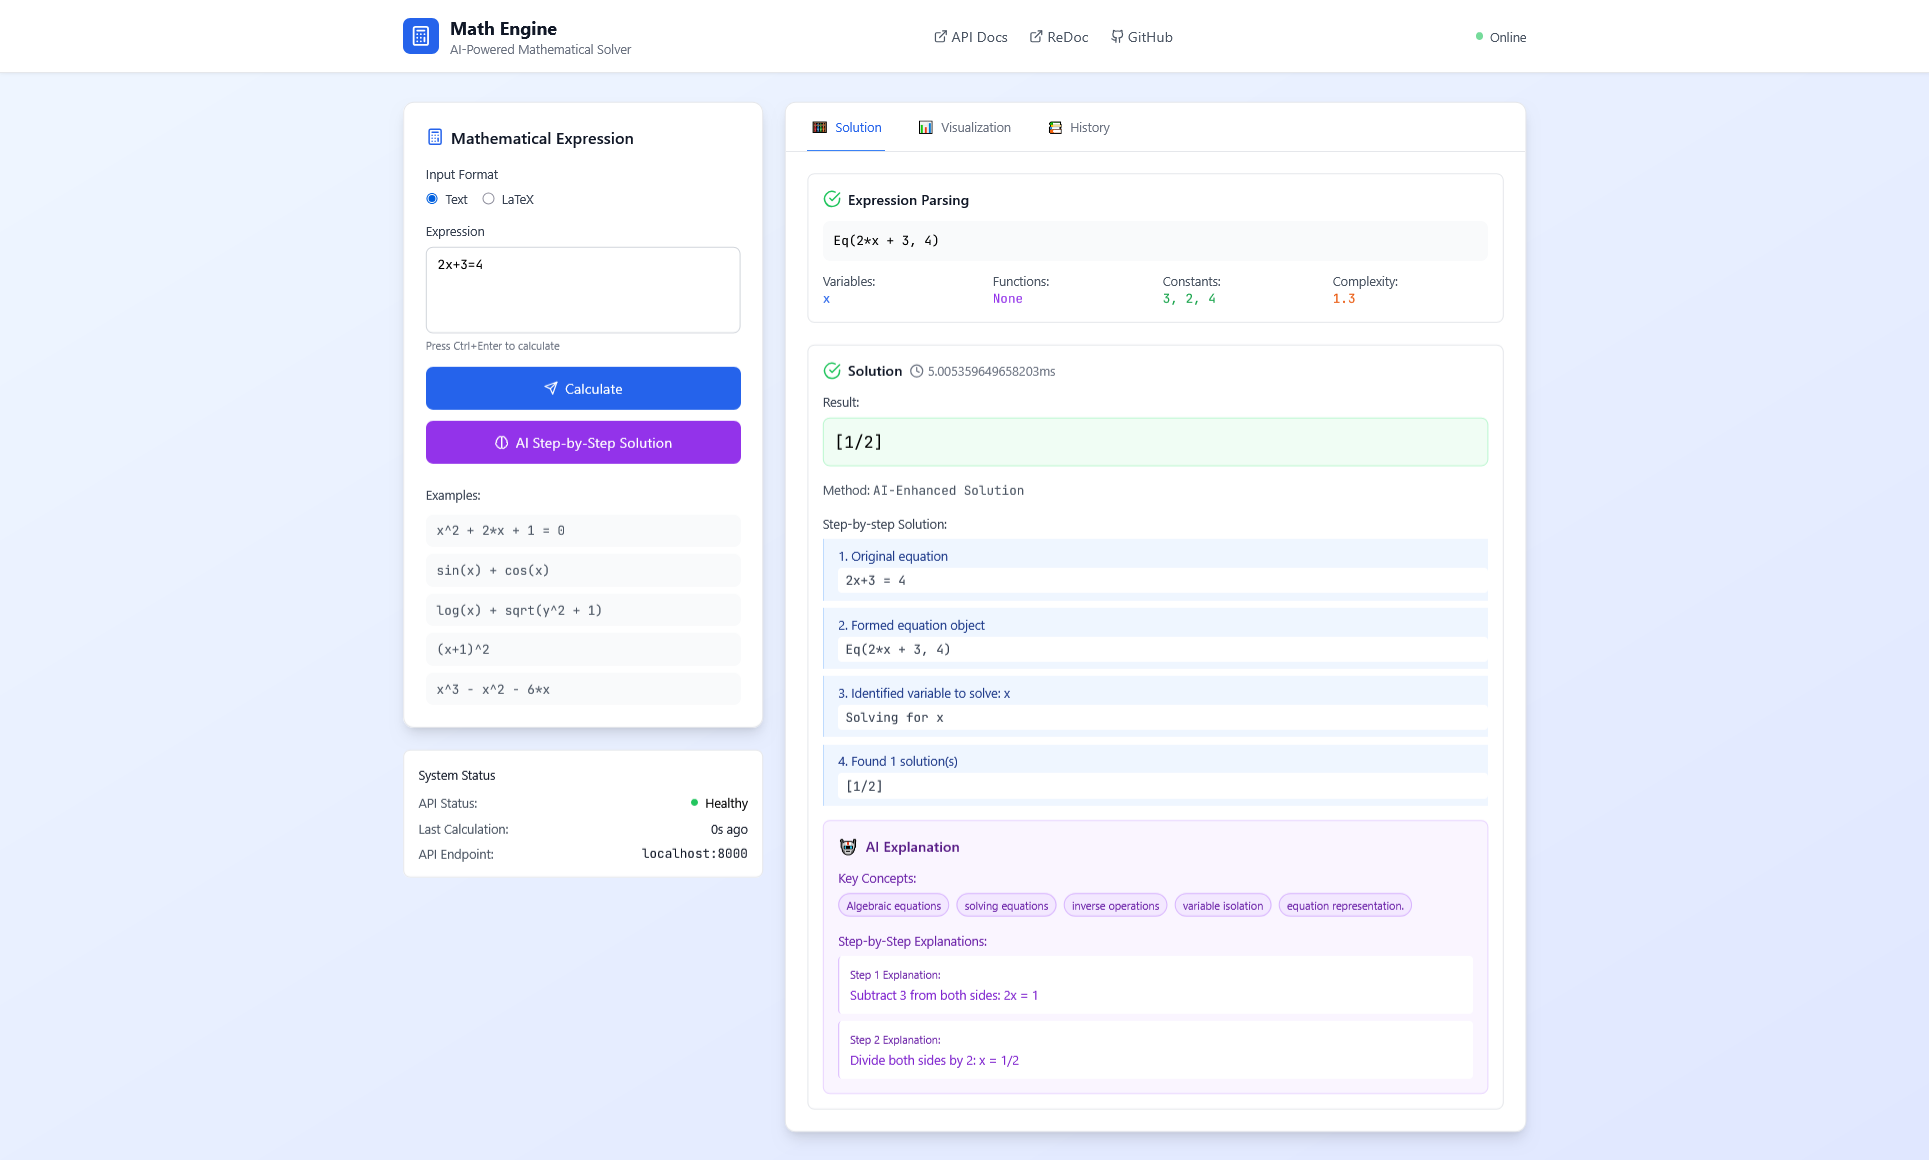 Math Engine
AI-Powered Mathematical Solver
API Docs
ReDoc
GitHub
Online
Mathematical Expression
Input Format
Text
LaTeX
Expression
2x+3=4
Press Ctrl+Enter to calculate
Calculate
AI Step-by-Step Solution
Examples:
x^2 + 2*x + 1 = 0
sin(x) + cos(x)
log(x) + sqrt(y^2 + 1)
(x+1)^2
x^3 - x^2 - 6*x
System Status
API Status:
Healthy
Last Calculation:
0s ago
API Endpoint:
localhost:8000
Solution
Visualization
History
Expression Parsing
Eq(2*x + 3, 4)
Variables:
x
Functions:
None
Constants:
3, 2, 4
Complexity:
1.3
Solution
5.005359649658203ms
Result:
[1/2]
Method: AI-Enhanced Solution
Step-by-step Solution:
1. Original equation
2x+3 = 4
2. Formed equation object
Eq(2*x + 3, 4)
3. Identified variable to solve: x
Solving for x
4. Found 1 solution(s)
[1/2]
AI Explanation
Key Concepts:
Algebraic equations
solving equations
inverse operations
variable isolation
equation representation.
Step-by-Step Explanations:
Step 1 Explanation:
Subtract 3 from both sides: 2x = 1
Step 2 Explanation:
Divide both sides by 2: x = 1/2